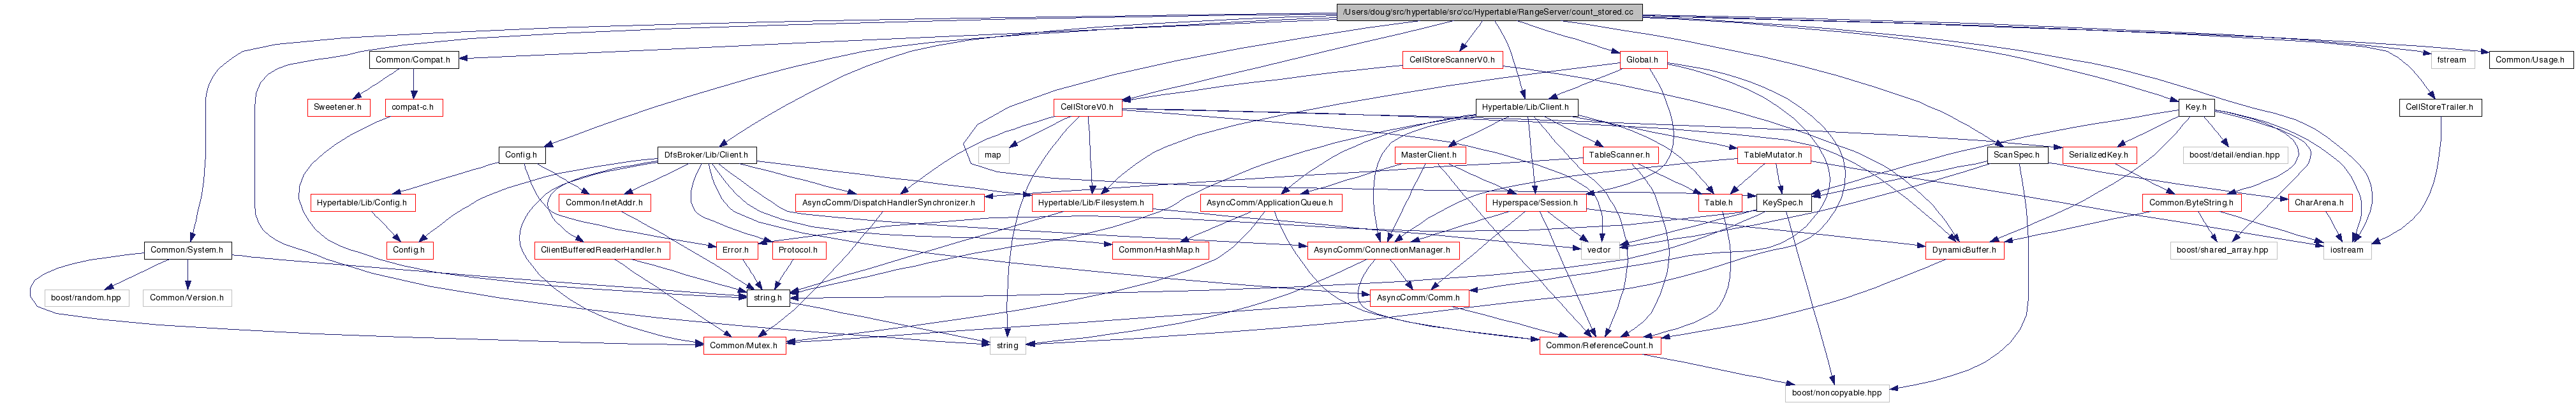 /Users/doug/src/hypertable/src/cc/Hypertable/RangeServer/count_stored.cc
Common/Compat.h
CellStoreScannerV0.h
Global.h
fstream
Common/Usage.h
Sweetener.h
compat-c.h
CellStoreV0.h
Hypertable/Lib/Client.h
Key.h
CellStoreTrailer.h
Config.h
DfsBroker/Lib/Client.h
map
MasterClient.h
TableScanner.h
TableMutator.h
ScanSpec.h
SerializedKey.h
boost/detail/endian.hpp
Hypertable/Lib/Config.h
Common/InetAddr.h
AsyncComm/DispatchHandlerSynchronizer.h
Hypertable/Lib/Filesystem.h
AsyncComm/ApplicationQueue.h
Hyperspace/Session.h
Table.h
KeySpec.h
Common/ByteString.h
CharArena.h
Common/System.h
Config.h
ClientBufferedReaderHandler.h
Error.h
Protocol.h
Common/HashMap.h
AsyncComm/ConnectionManager.h
vector
DynamicBuffer.h
boost/shared_array.hpp
iostream
boost/random.hpp
Common/Version.h
string.h
AsyncComm/Comm.h
Common/Mutex.h
string
Common/ReferenceCount.h
boost/noncopyable.hpp